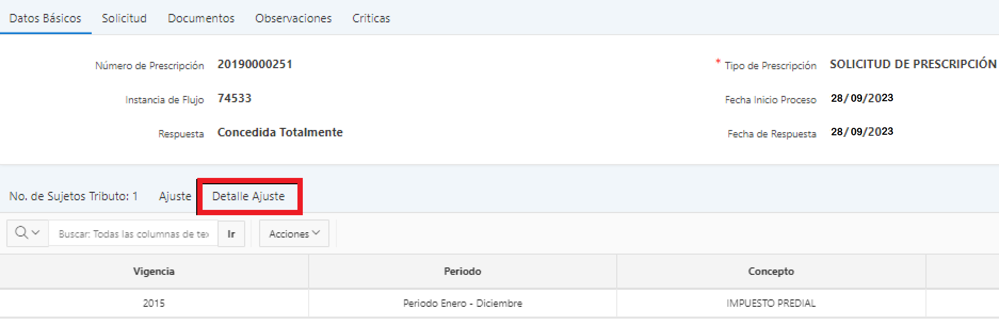 Datos Básicos Solicitud Documentos Observaciones Criticas
Número de Prescripción 20190000251 * Tipo de Prescripción SOLICITUD DE PRESCRIPCIÓN
Instancia de Flujo 74533 Fecha Inicio Proceso 28/09/2023
Respuesta Concedida Totalmente Fecha de Respuesta 28/09/2023
No. de Sujetos Tributo: 1 Ajuste Detalle Ajuste
Buscar: Todas las columnas de tex Ir Acciones
Vigencia Periodo Concepto
2015 Periodo Enero - Diciembre IMPUESTO PREDIAL